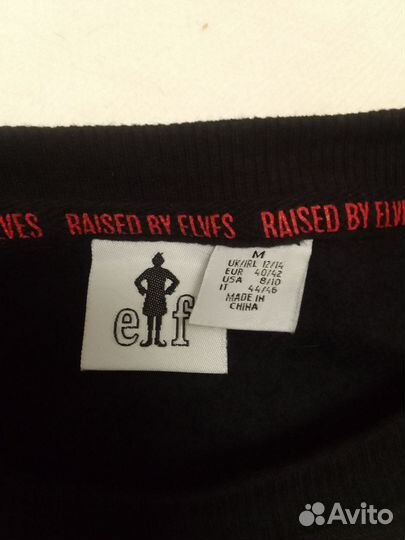 ELVES RAISED BY ELVES RAISED BY ELVES
elf
M
UK/IRL 12/14
EUR 40/42
USA 8/10
IT 44/46
MADE IN
CHINA
Avito